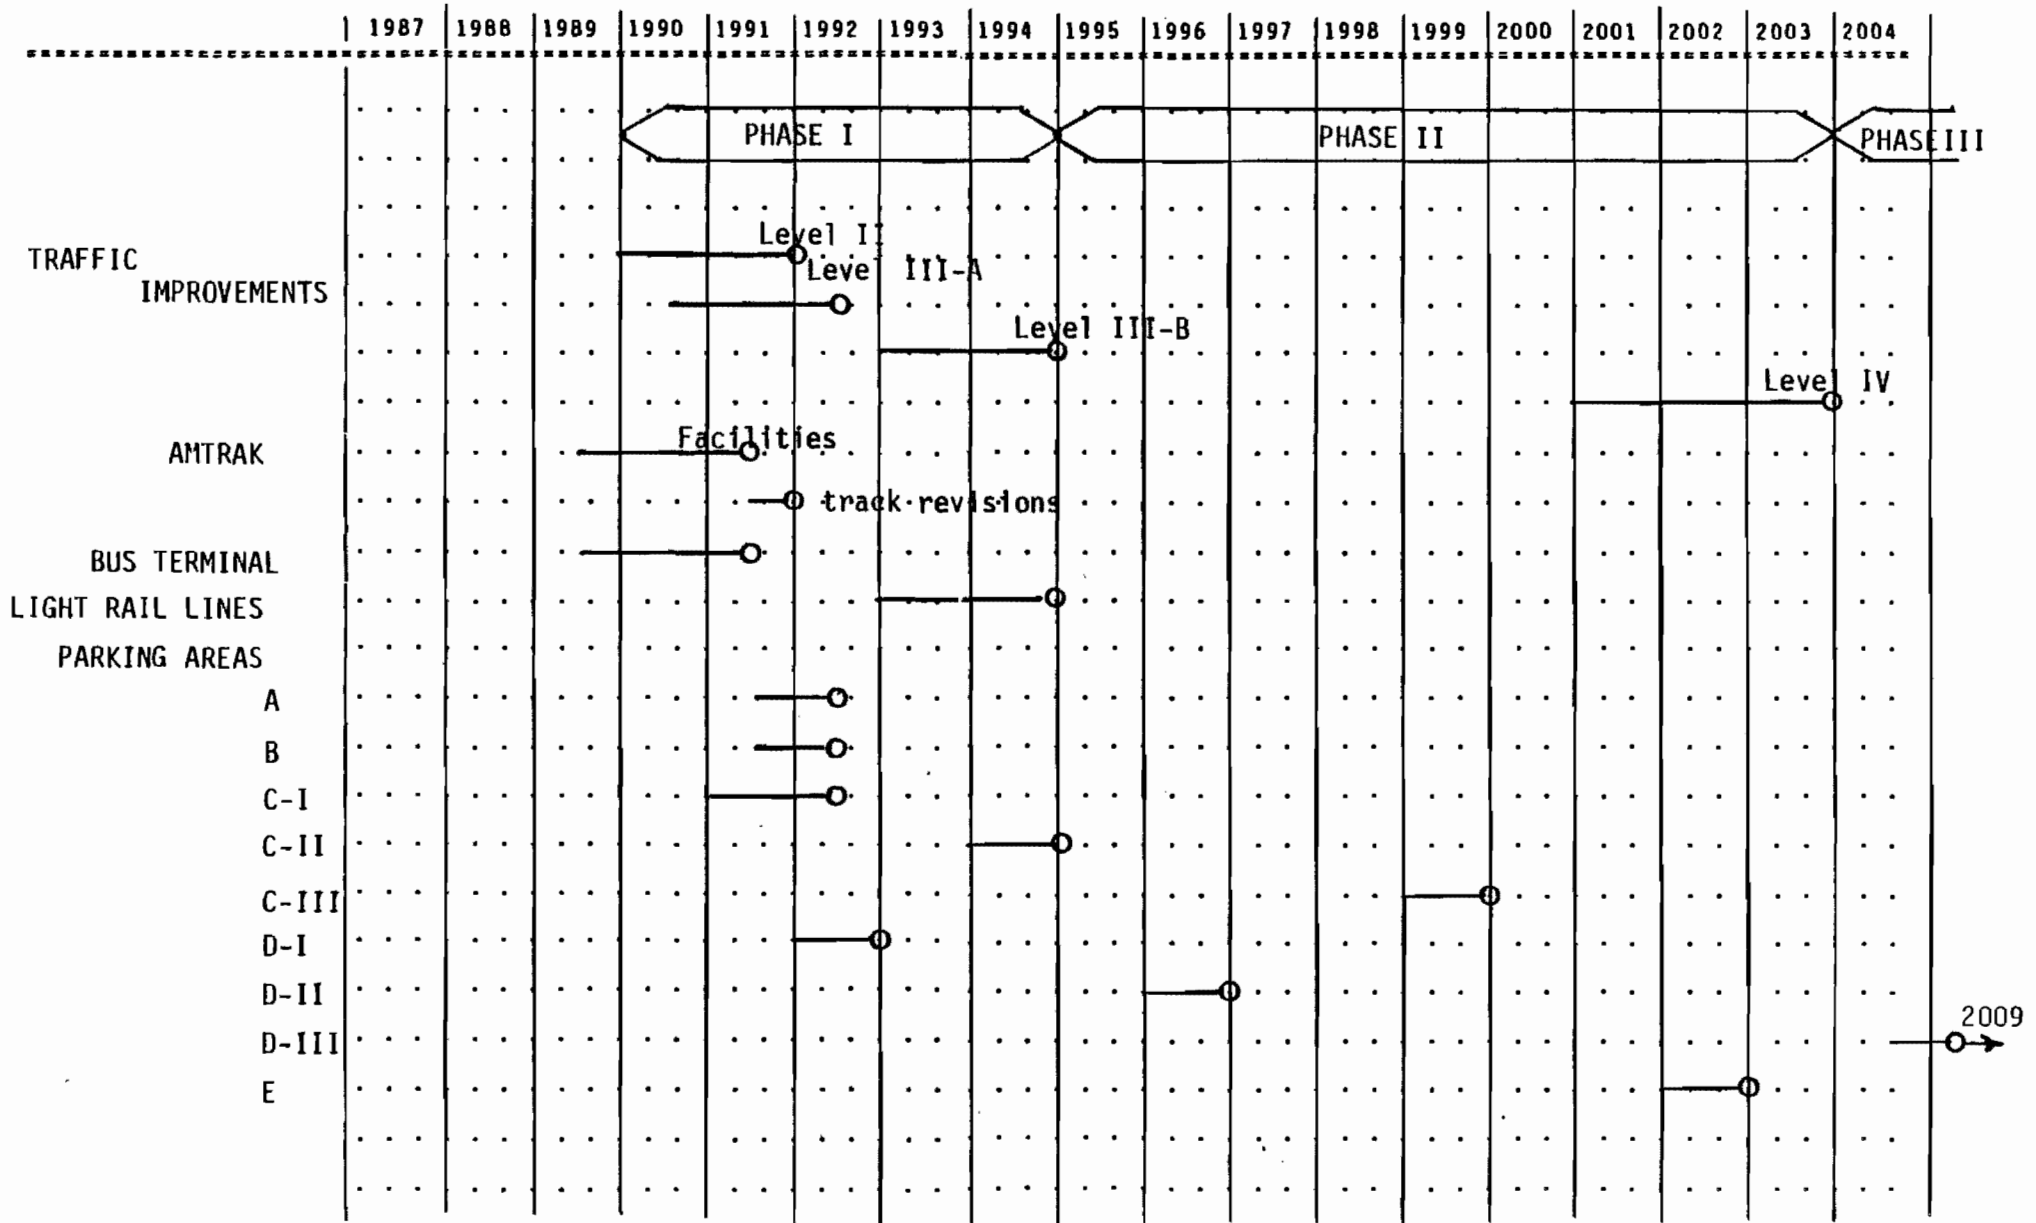 1987 1988 1989 1990 1991 1992 1993 1994 1995 1996 1997 1998 1999 2000 2001 2002 2003 2004
PHASE I PHASE II PHASE III
Level II
TRAFFIC
Level III-A
IMPROVEMENTS
Level III-B
Level IV
Facilities
AMTRAK
track revisions
BUS TERMINAL
LIGHT RAIL LINES
PARKING AREAS
A
B
C-I
C-II
C-III
D-I
D-II
2009
D-III
E